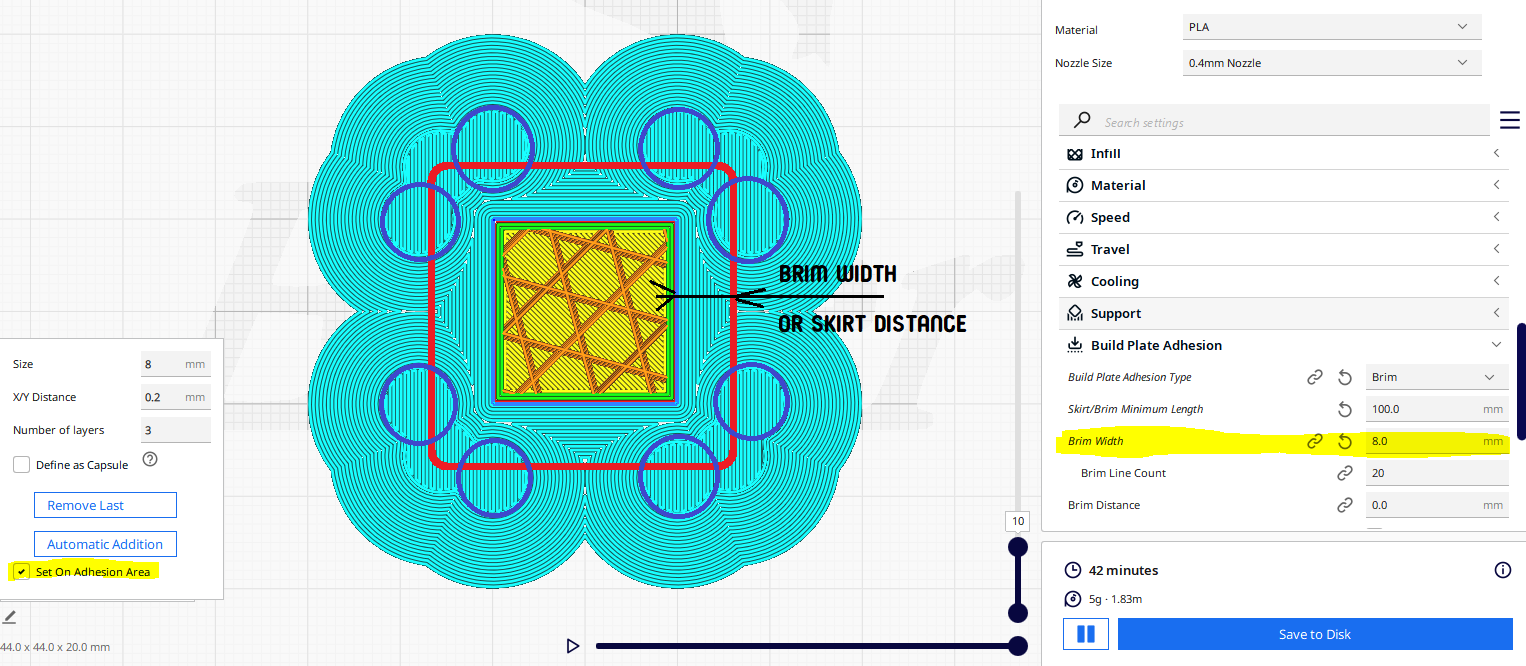 Material PLA
Nozzle Size 0.4mm Nozzle
Search settings
Infill
Material
Speed
Travel
Cooling
Support
Build Plate Adhesion
Build Plate Adhesion Type Brim
Skirt/Brim Minimum Length 100.0 mm
Brim Width 8.0 mm
Brim Line Count 20
Brim Distance 0.0 mm
BRIM WIDTH
OR SKIRT DISTANCE
Size 8 mm
X/Y Distance 0.2 mm
Number of layers 3
Define as Capsule
Remove Last
Automatic Addition
Set On Adhesion Area
44.0 x 44.0 x 20.0 mm
10
42 minutes
5g · 1.83m
Save to Disk